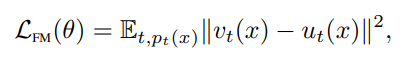 ℒ_FM(θ) = 𝔼_{t,p_t(x)}‖v_t(x) − u_t(x)‖²,